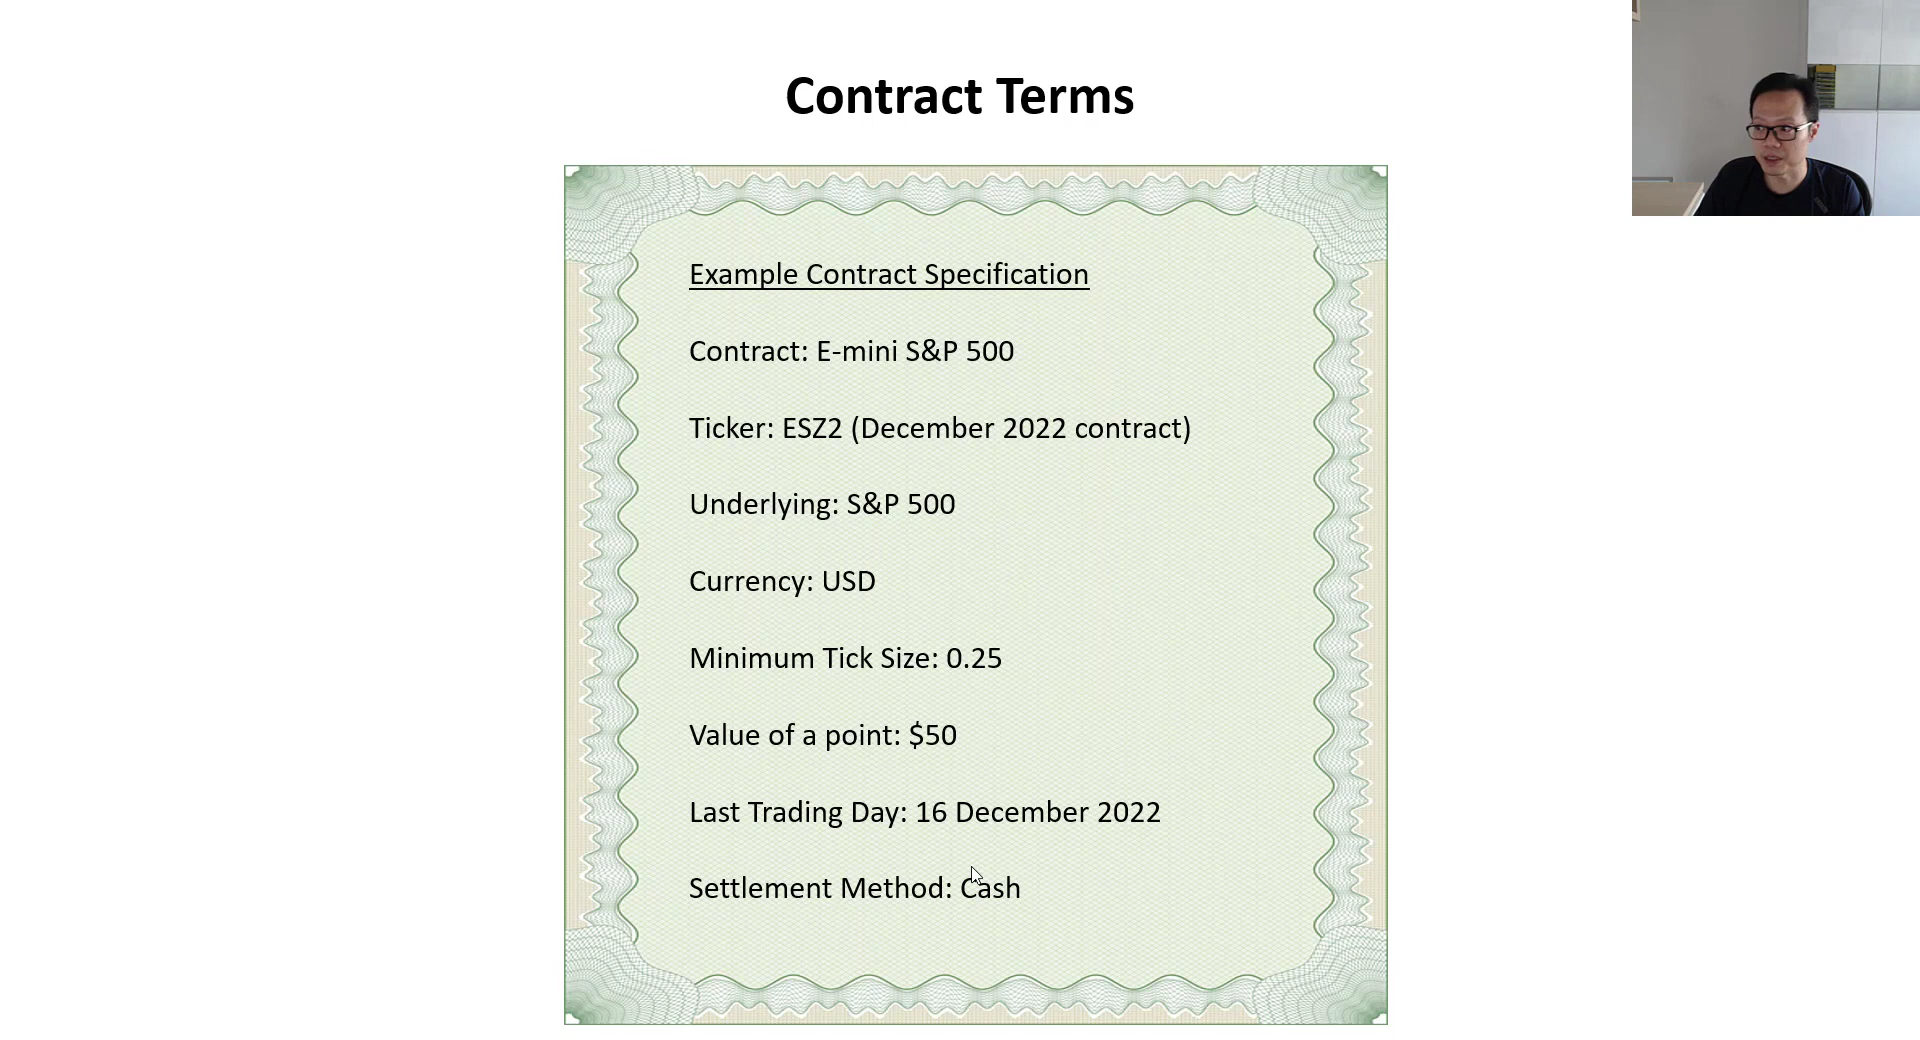 Contract Terms
Example Contract Specification
Contract: E-mini S&P 500
Ticker: ESZ2 (December 2022 contract)
Underlying: S&P 500
Currency: USD
Minimum Tick Size: 0.25
Value of a point: $50
Last Trading Day: 16 December 2022
Settlement Method: Cash